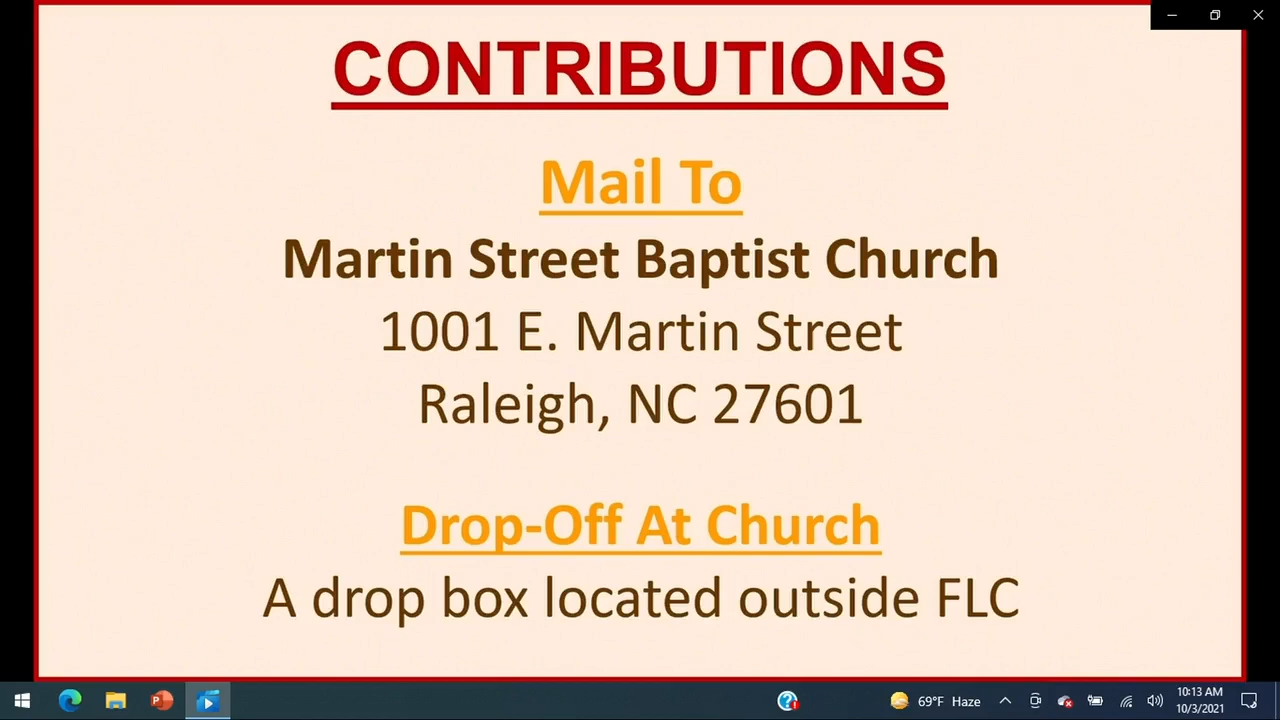 CONTRIBUTIONS
Mail To
Martin Street Baptist Church
1001 E. Martin Street
Raleigh, NC 27601
Drop-Off At Church
A drop box located outside FLC
69°F Haze
10:13 AM
10/3/2021